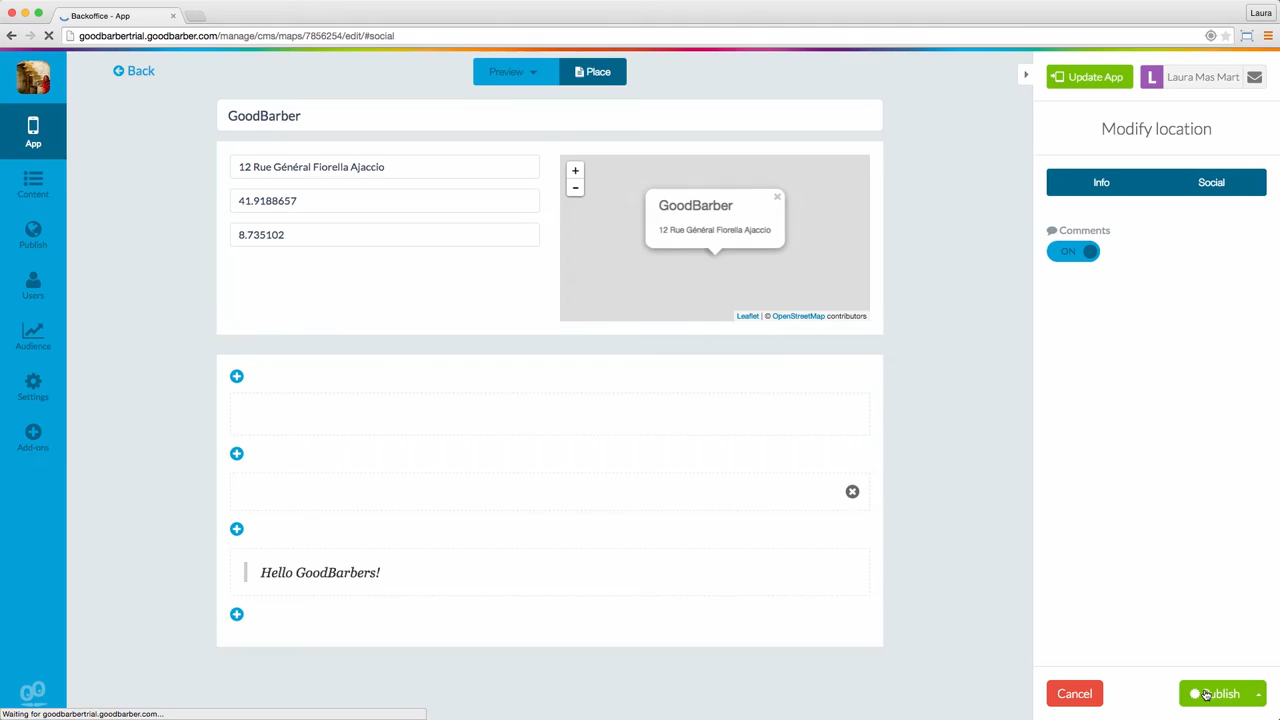 Backoffice - App
Laura
goodbarbertrial.goodbarber.com/manage/cms/maps/7856254/edit/#social
Back
Preview
Place
Update App
L
Laura Mas Mart
App
Content
Publish
Users
Audience
Settings
Add-ons
GoodBarber
12 Rue Général Fiorella Ajaccio
41.9188657
8.735102
+
-
GoodBarber
12 Rue Général Fiorella Ajaccio
Leaflet | © OpenStreetMap contributors
Hello GoodBarbers!
Modify location
Info
Social
Comments
ON
Cancel
Publish
Waiting for goodbarbertrial.goodbarber.com...